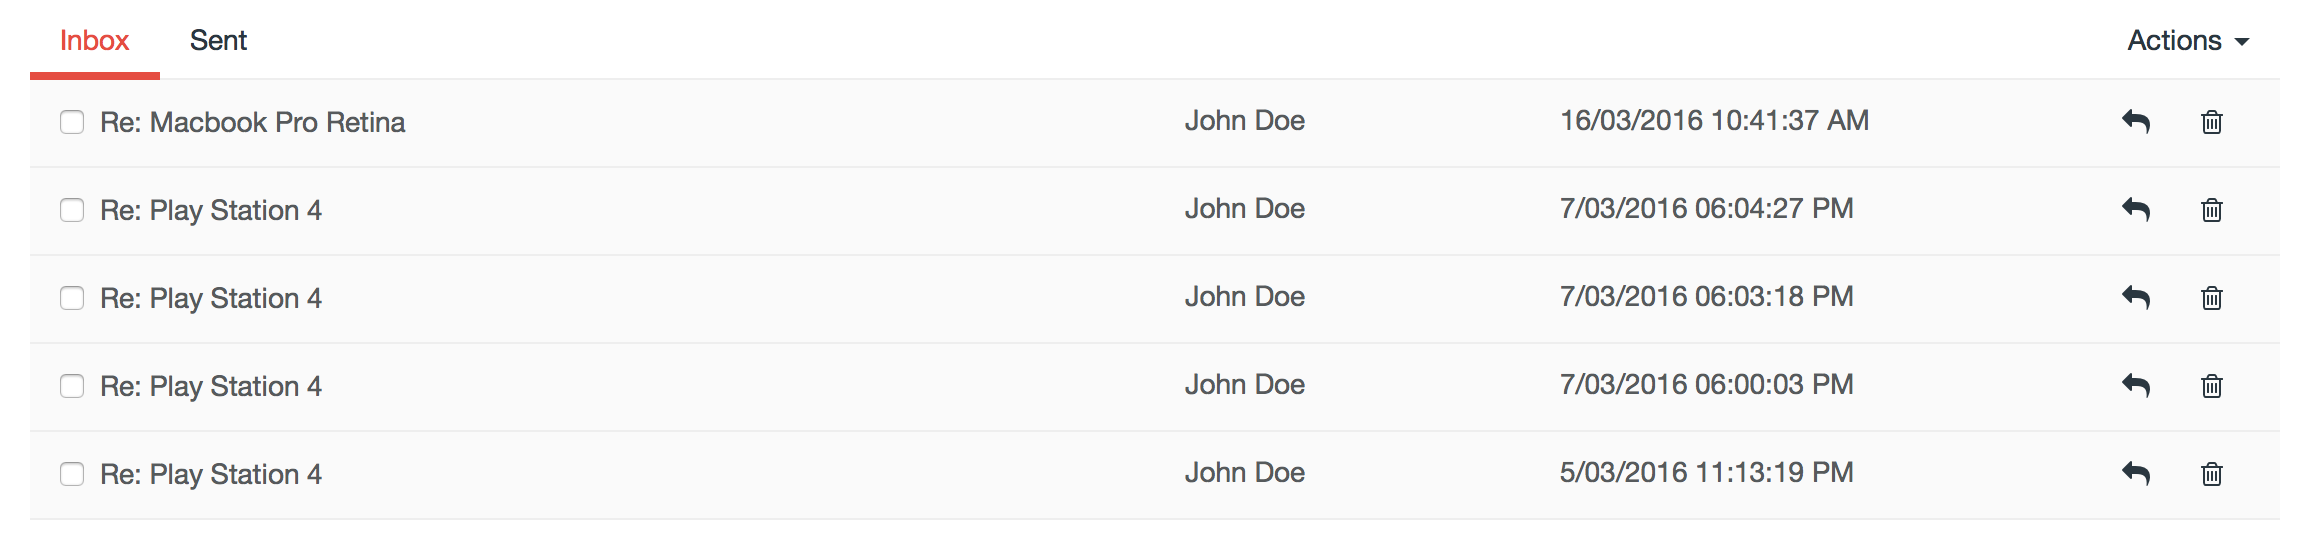 Inbox Sent Actions
Re: Macbook Pro Retina John Doe 16/03/2016 10:41:37 AM
Re: Play Station 4 John Doe 7/03/2016 06:04:27 PM
Re: Play Station 4 John Doe 7/03/2016 06:03:18 PM
Re: Play Station 4 John Doe 7/03/2016 06:00:03 PM
Re: Play Station 4 John Doe 5/03/2016 11:13:19 PM